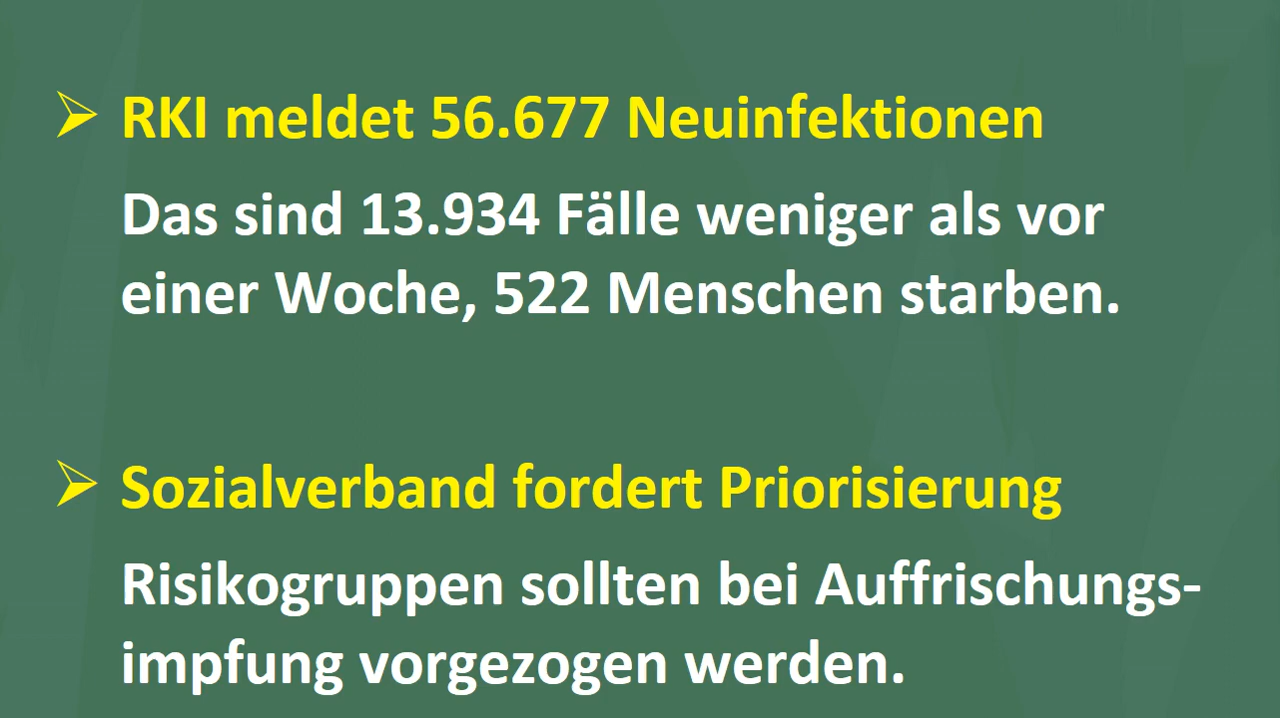 ➢ RKI meldet 56.677 Neuinfektionen
Das sind 13.934 Fälle weniger als vor
einer Woche, 522 Menschen starben.
➢ Sozialverband fordert Priorisierung
Risikogruppen sollten bei Auffrischungs-
impfung vorgezogen werden.